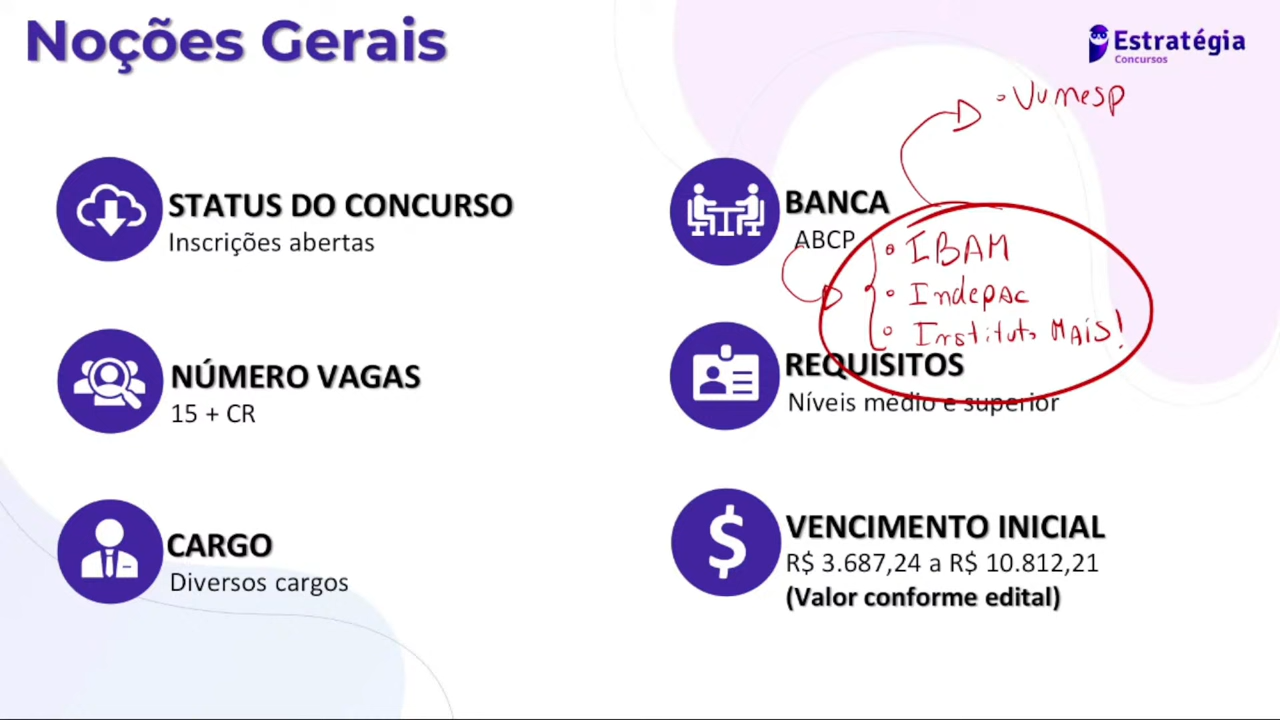 Noções Gerais
Estratégia
Concursos
• Vumesp
STATUS DO CONCURSO
Inscrições abertas
BANCA
ABCP
• IBAM
• Indepac
• Instituto MAis!
NÚMERO VAGAS
15 + CR
REQUISITOS
Níveis médio e superior
CARGO
Diversos cargos
VENCIMENTO INICIAL
R$ 3.687,24 a R$ 10.812,21
(Valor conforme edital)